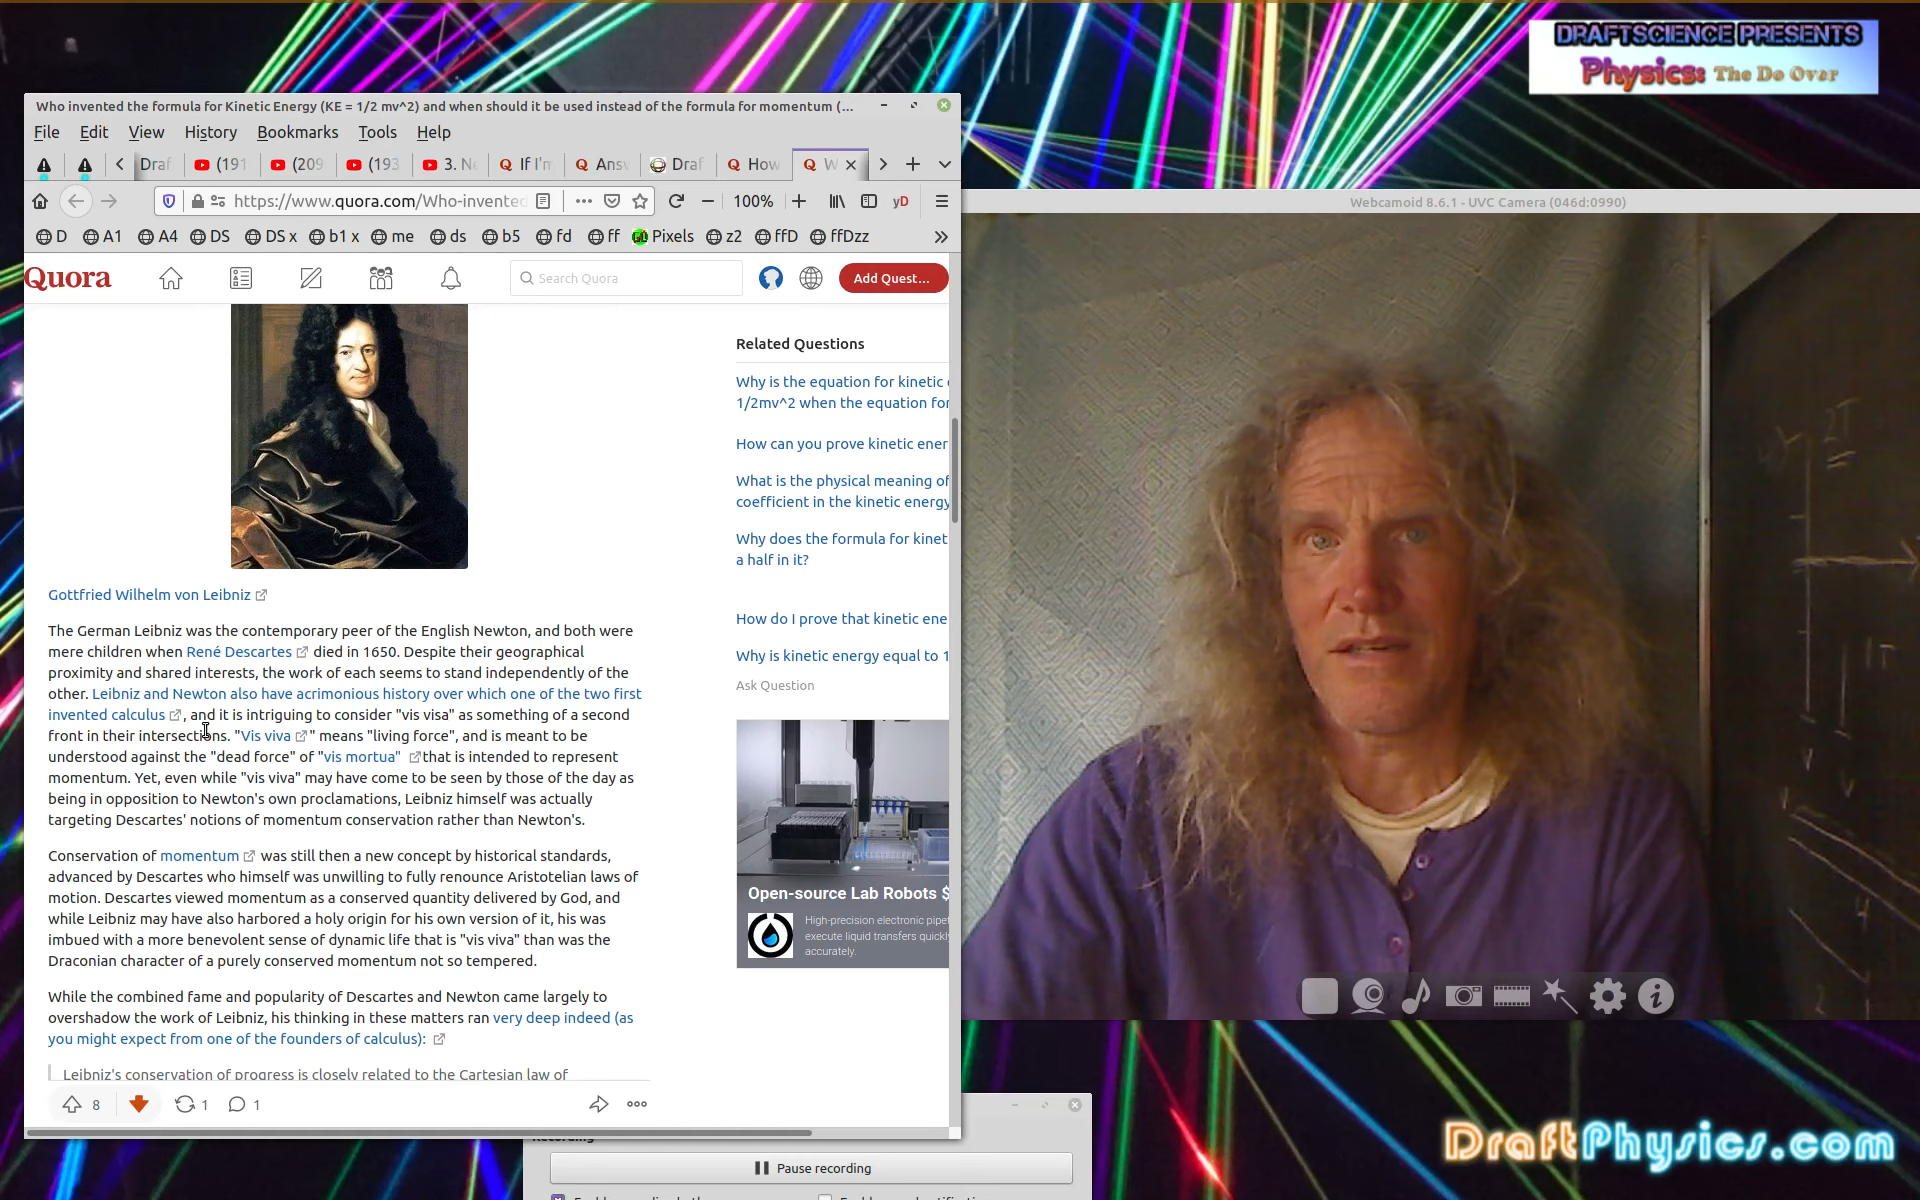 DRAFTSCIENCE PRESENTS
Physics: The Do Over
Who invented the formula for Kinetic Energy (KE = 1/2 mv^2) and when should it be used instead of the formula for momentum (...
File Edit View History Bookmarks Tools Help
Draf (191 (209 (193 3. Ne If I'm Answ Draf How W
https://www.quora.com/Who-invented 100% yD
D A1 A4 DS DS x b1 x me ds b5 fd ff Pixels z2 ffD ffDzz
Webcamoid 8.6.1 - UVC Camera (046d:0990)
Quora Search Quora Add Quest...
Gottfried Wilhelm von Leibniz
The German Leibniz was the contemporary peer of the English Newton, and both were
mere children when René Descartes died in 1650. Despite their geographical
proximity and shared interests, the work of each seems to stand independently of the
other. Leibniz and Newton also have acrimonious history over which one of the two first
invented calculus , and it is intriguing to consider "vis visa" as something of a second
front in their intersections. "Vis viva " means "living force", and is meant to be
understood against the "dead force" of "vis mortua" that is intended to represent
momentum. Yet, even while "vis viva" may have come to be seen by those of the day as
being in opposition to Newton's own proclamations, Leibniz himself was actually
targeting Descartes' notions of momentum conservation rather than Newton's.
Conservation of momentum was still then a new concept by historical standards,
advanced by Descartes who himself was unwilling to fully renounce Aristotelian laws of
motion. Descartes viewed momentum as a conserved quantity delivered by God, and
while Leibniz may have also harbored a holy origin for his own version of it, his was
imbued with a more benevolent sense of dynamic life that is "vis viva" than was the
Draconian character of a purely conserved momentum not so tempered.
While the combined fame and popularity of Descartes and Newton came largely to
overshadow the work of Leibniz, his thinking in these matters ran very deep indeed (as
you might expect from one of the founders of calculus):
Leibniz's conservation of progress is closely related to the Cartesian law of
8 1 1
Related Questions
Why is the equation for kinetic
1/2mv^2 when the equation for
How can you prove kinetic ener
What is the physical meaning of
coefficient in the kinetic energy
Why does the formula for kinet
a half in it?
How do I prove that kinetic ene
Why is kinetic energy equal to 1
Ask Question
Open-source Lab Robots $
High-precision electronic pipet
execute liquid transfers quickly
accurately.
Recording
Pause recording
DraftPhysics.com